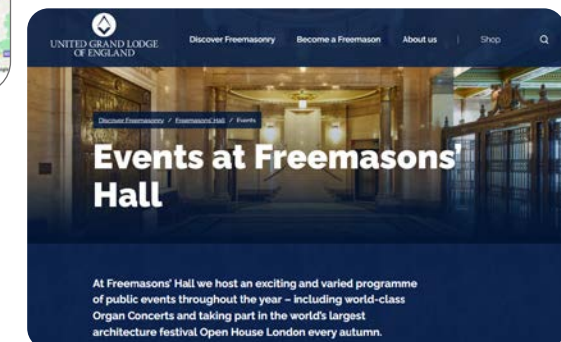 UNITED GRAND LODGE
OF ENGLAND
Discover Freemasonry Become a Freemason About us | Shop
Discover Freemasonry / Freemasons' Hall / Events
Events at Freemasons'
Hall
At Freemasons' Hall we host an exciting and varied programme
of public events throughout the year – including world-class
Organ Concerts and taking part in the world's largest
architecture festival Open House London every autumn.